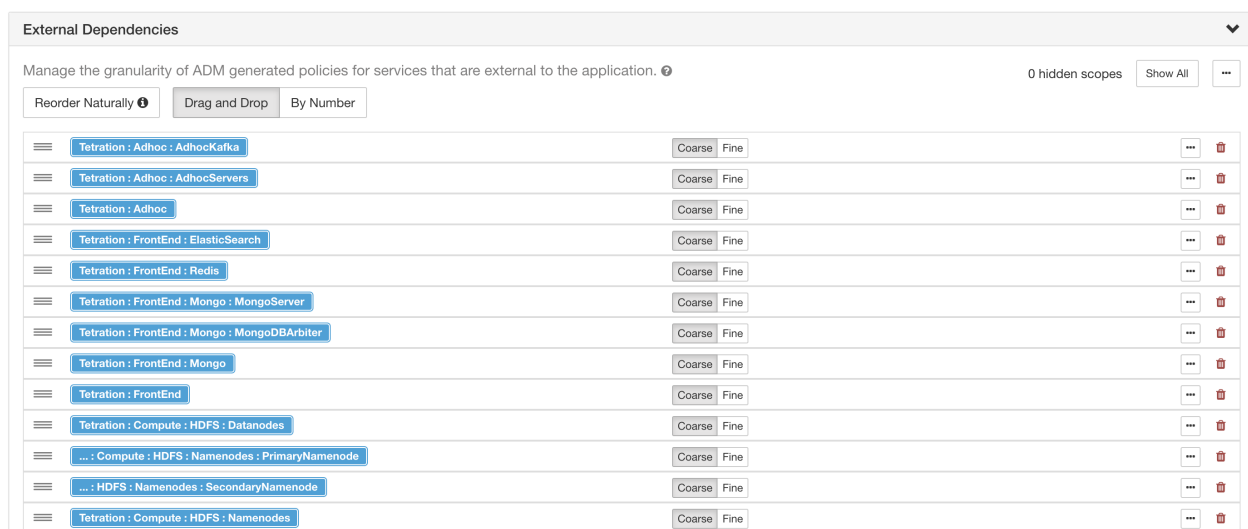 External Dependencies
Manage the granularity of ADM generated policies for services that are external to the application.
0 hidden scopes Show All
Reorder Naturally Drag and Drop By Number
Tetration : Adhoc : AdhocKafka Coarse Fine
Tetration : Adhoc : AdhocServers Coarse Fine
Tetration : Adhoc Coarse Fine
Tetration : FrontEnd : ElasticSearch Coarse Fine
Tetration : FrontEnd : Redis Coarse Fine
Tetration : FrontEnd : Mongo : MongoServer Coarse Fine
Tetration : FrontEnd : Mongo : MongoDBArbiter Coarse Fine
Tetration : FrontEnd : Mongo Coarse Fine
Tetration : FrontEnd Coarse Fine
Tetration : Compute : HDFS : Datanodes Coarse Fine
... : Compute : HDFS : Namenodes : PrimaryNamenode Coarse Fine
... : HDFS : Namenodes : SecondaryNamenode Coarse Fine
Tetration : Compute : HDFS : Namenodes Coarse Fine